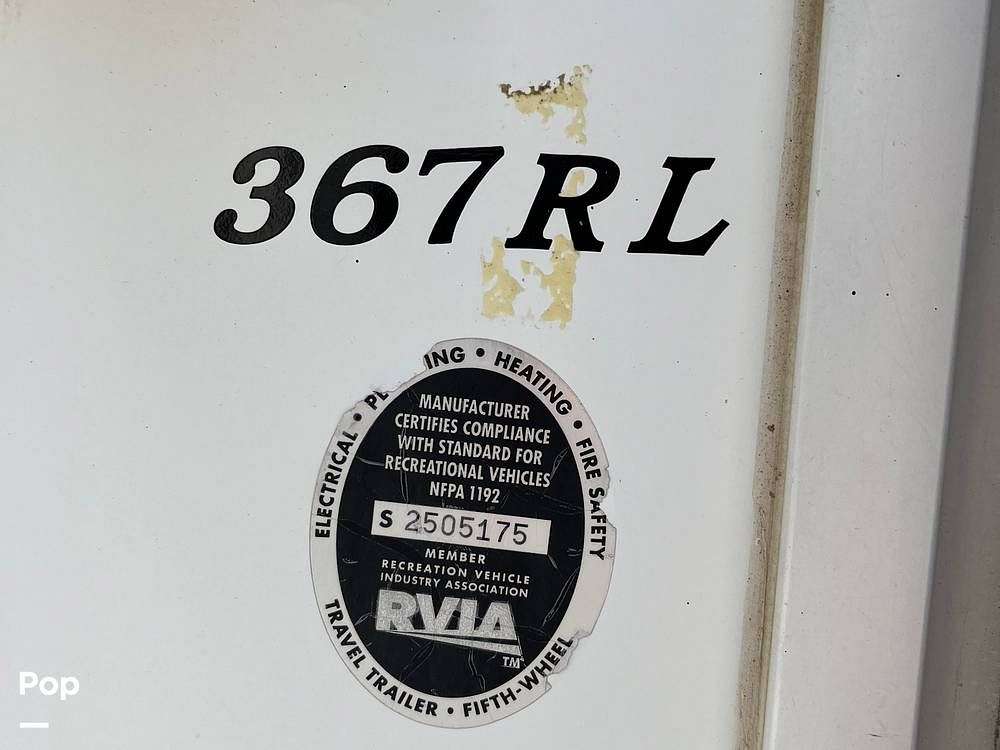 367RL
ELECTRICAL • PL ING • HEATING • FIRE SAFETY
MANUFACTURER
CERTIFIES COMPLIANCE
WITH STANDARD FOR
RECREATIONAL VEHICLES
NFPA 1192
S 2505175
MEMBER
RECREATION VEHICLE
INDUSTRY ASSOCIATION
RVIA
TM
TRAVEL TRAILER • FIFTH-WHEEL
Pop